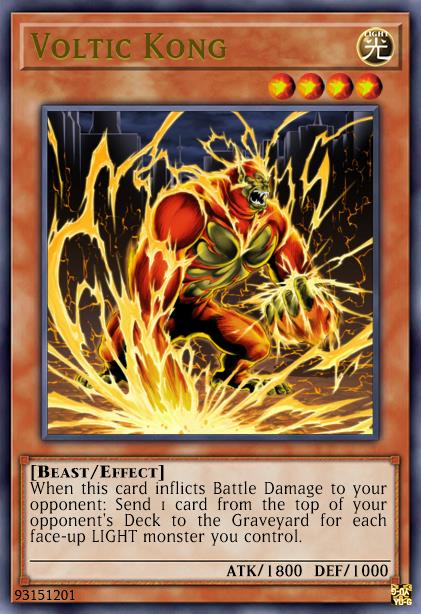 Voltic Kong
LIGHT
光
[Beast/Effect]
When this card inflicts Battle Damage to your
opponent: Send 1 card from the top of your
opponent's Deck to the Graveyard for each
face-up LIGHT monster you control.
ATK/1800 DEF/1000
93151201